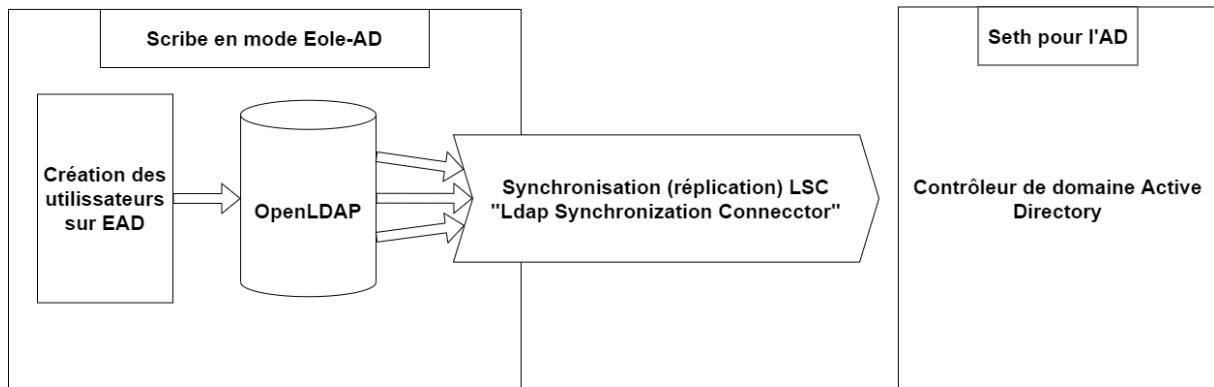 Scribe en mode Eole-AD
Seth pour l'AD
Création des
utilissateurs
sur EAD
OpenLDAP
Synchronisation (réplication) LSC
"Ldap Synchronization Connecctor"
Contrôleur de domaine Active
Directory